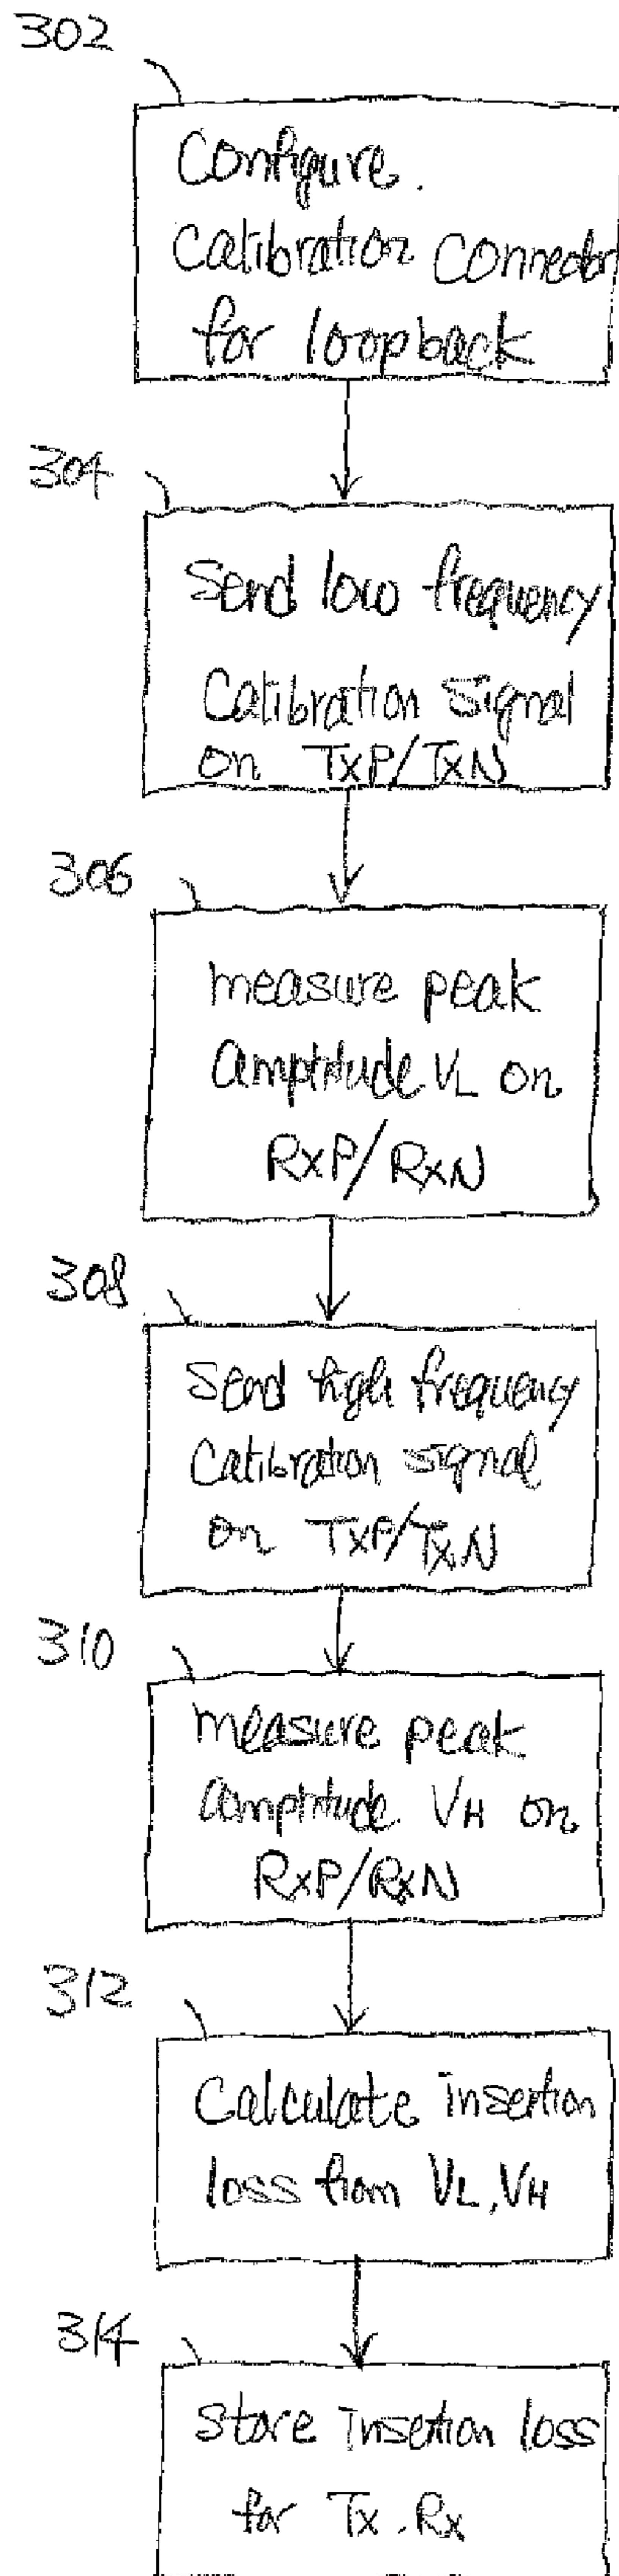 302
Configure.
Calibration Connector
for loopback
304
Send low frequency
Calibration signal
on TxP/TxN
306
measure peak
amplitude VL on
RxP/RxN
308
Send high frequency
Calibration signal
on TxP/TxN
310
measure peak
amplitude VH on
RxP/RxN
312
Calculate insertion
loss from VL, VH
314
Store insertion loss
for Tx, Rx